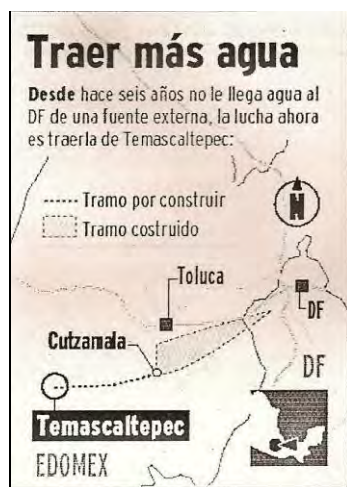 Traer más agua
Desde hace seis años no le llega agua al
DF de una fuente externa, la lucha ahora
es traerla de Temascaltepec:
Tramo por construir
Tramo costruido
N
Toluca
DF
Cutzamala
DF
Temascaltepec
EDOMEX